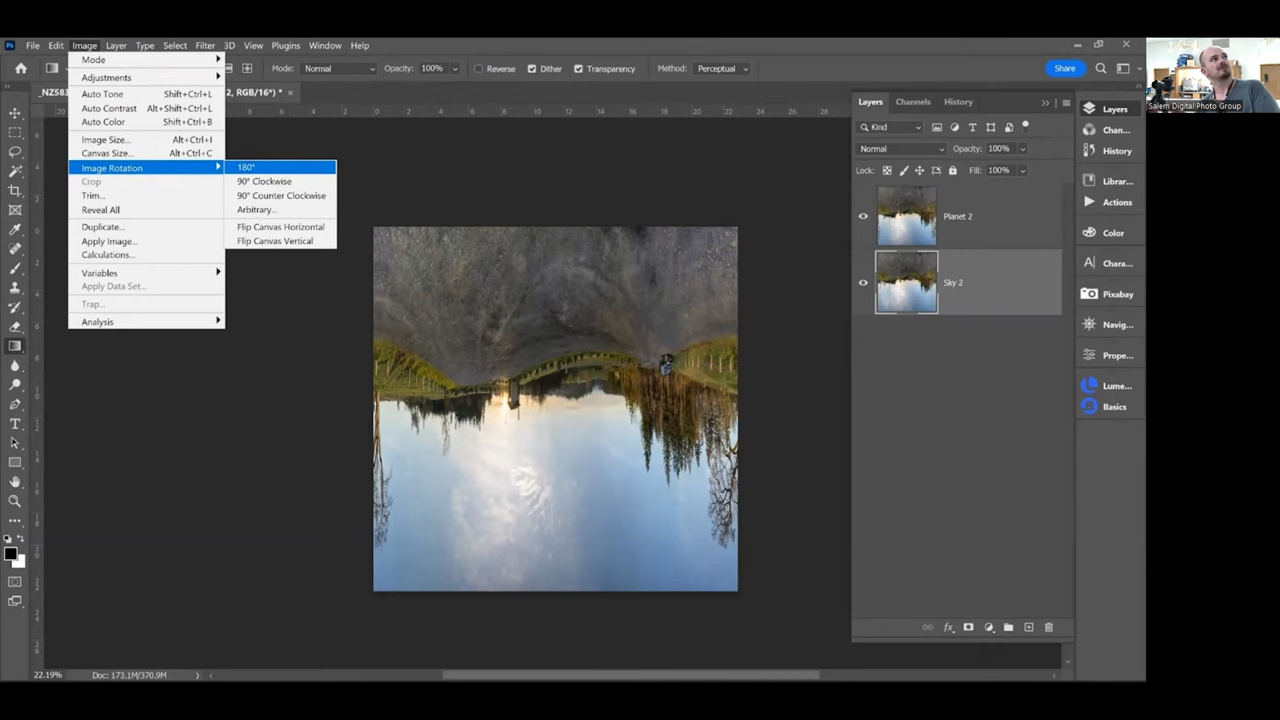 Ps File Edit Image Layer Type Select Filter 3D View Plugins Window Help
Mode: Normal Opacity: 100% Reverse Dither Transparency Method: Perceptual Share
_NZ583 2, RGB/16*) * ×
Mode
Adjustments
Auto Tone Shift+Ctrl+L
Auto Contrast Alt+Shift+Ctrl+L
Auto Color Shift+Ctrl+B
Image Size... Alt+Ctrl+I
Canvas Size... Alt+Ctrl+C
Image Rotation
Crop
Trim...
Reveal All
Duplicate...
Apply Image...
Calculations...
Variables
Apply Data Set...
Trap...
Analysis
180°
90° Clockwise
90° Counter Clockwise
Arbitrary...
Flip Canvas Horizontal
Flip Canvas Vertical
Layers Channels History
Kind
Normal Opacity: 100%
Lock: Fill: 100%
Planet 2
Sky 2
Layers
Chan...
History
Librar...
Actions
Color
Chara...
Pixabay
Navig...
Prope...
Lume...
Basics
Salem Digital Photo Group
22.19% Doc: 173.1M/370.9M